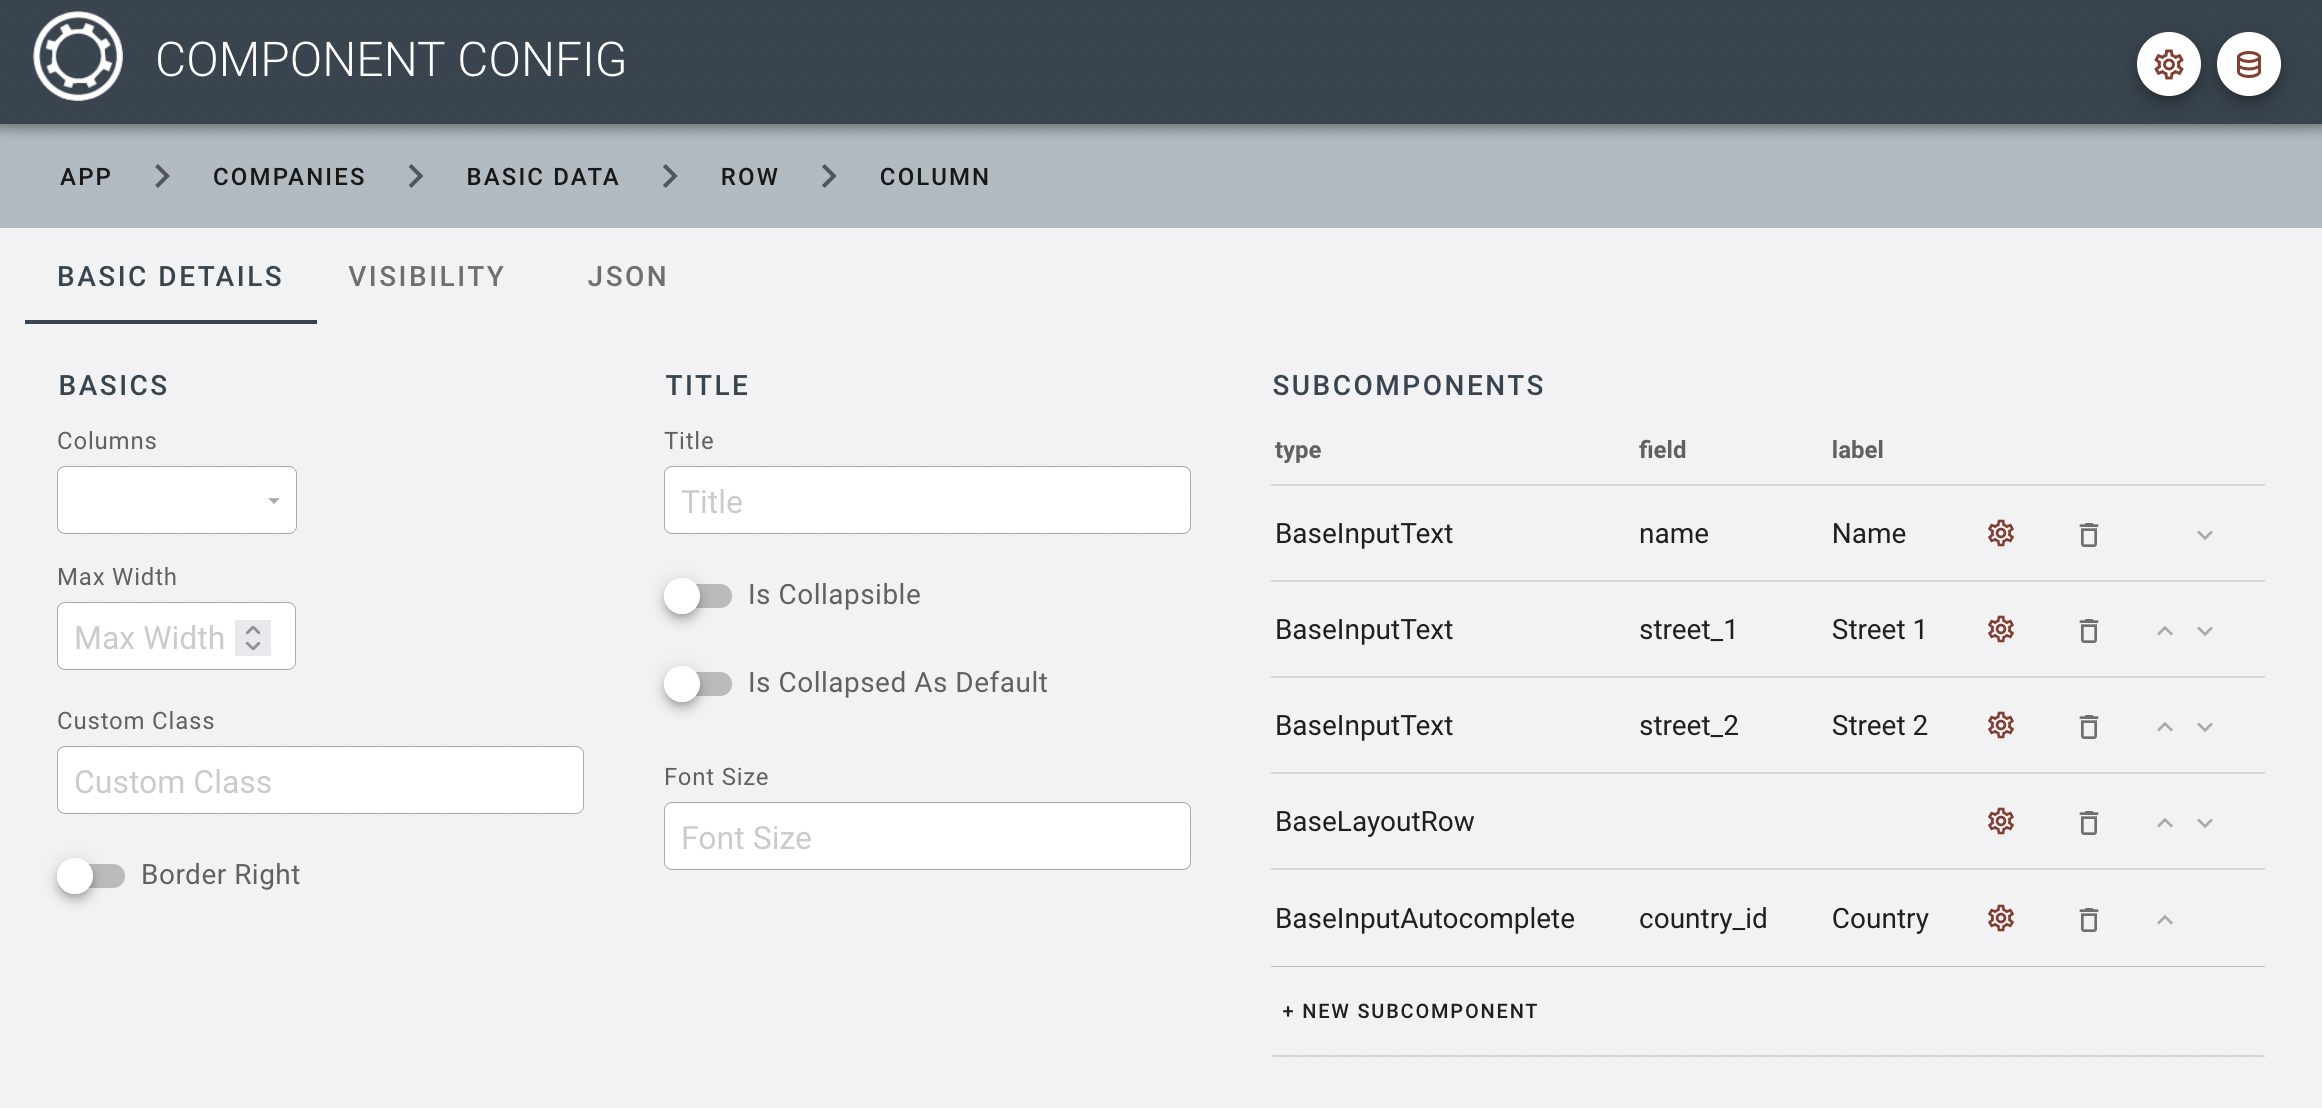 COMPONENT CONFIG
APP > COMPANIES > BASIC DATA > ROW > COLUMN
BASIC DETAILS VISIBILITY JSON
BASICS
Columns
Max Width
Max Width
Custom Class
Custom Class
Border Right
TITLE
Title
Title
Is Collapsible
Is Collapsed As Default
Font Size
Font Size
SUBCOMPONENTS
type field label
BaseInputText name Name
BaseInputText street_1 Street 1
BaseInputText street_2 Street 2
BaseLayoutRow
BaseInputAutocomplete country_id Country
+ NEW SUBCOMPONENT